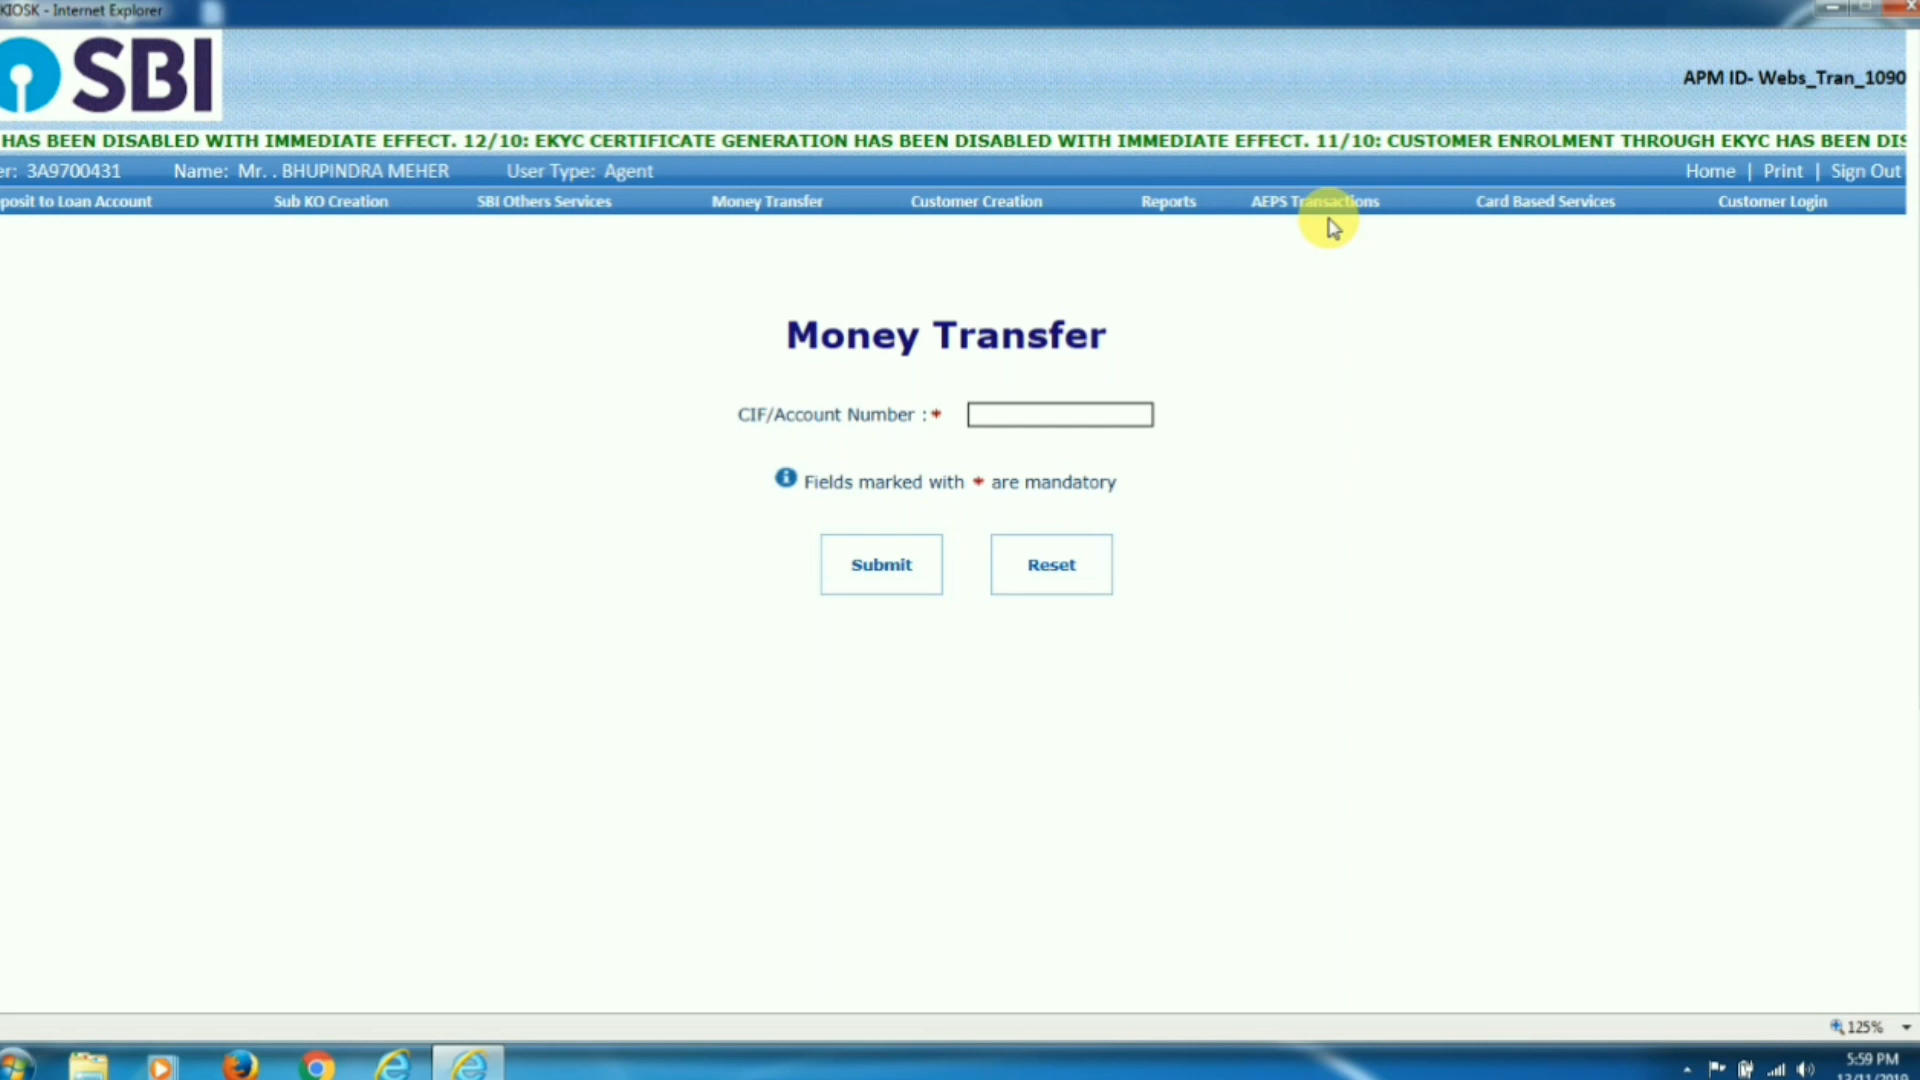 KIOSK - Internet Explorer
SBI
APM ID- Webs_Tran_1090
HAS BEEN DISABLED WITH IMMEDIATE EFFECT. 12/10: EKYC CERTIFICATE GENERATION HAS BEEN DISABLED WITH IMMEDIATE EFFECT. 11/10: CUSTOMER ENROLMENT THROUGH EKYC HAS BEEN DIS
er: 3A9700431 Name: Mr. . BHUPINDRA MEHER User Type: Agent Home | Print | Sign Out
posit to Loan Account Sub KO Creation SBI Others Services Money Transfer Customer Creation Reports AEPS Transactions Card Based Services Customer Login
Money Transfer
CIF/Account Number : *
Fields marked with * are mandatory
Submit Reset
125%
5:59 PM